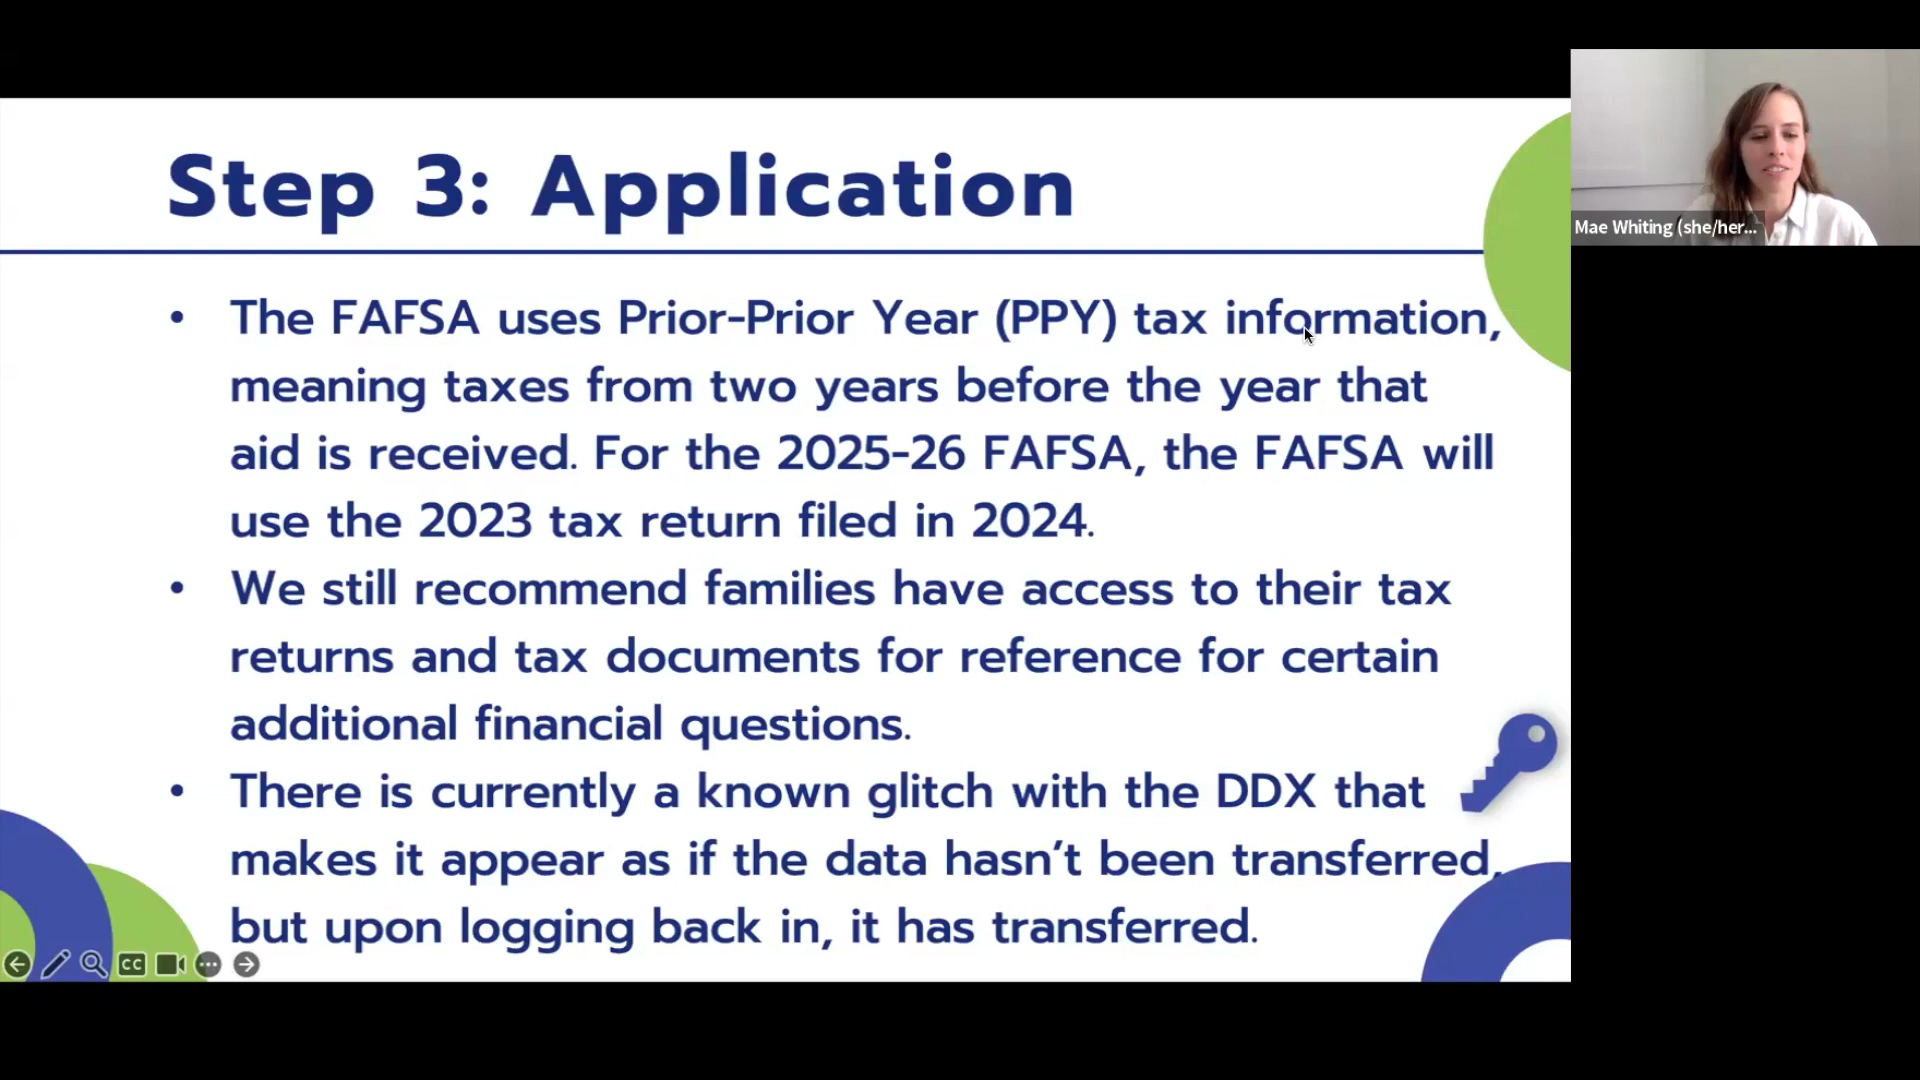 Step 3: Application
• The FAFSA uses Prior-Prior Year (PPY) tax information,
meaning taxes from two years before the year that
aid is received. For the 2025-26 FAFSA, the FAFSA will
use the 2023 tax return filed in 2024.
• We still recommend families have access to their tax
returns and tax documents for reference for certain
additional financial questions.
• There is currently a known glitch with the DDX that
makes it appear as if the data hasn’t been transferred,
but upon logging back in, it has transferred.
CC
Mae Whiting (she/her...